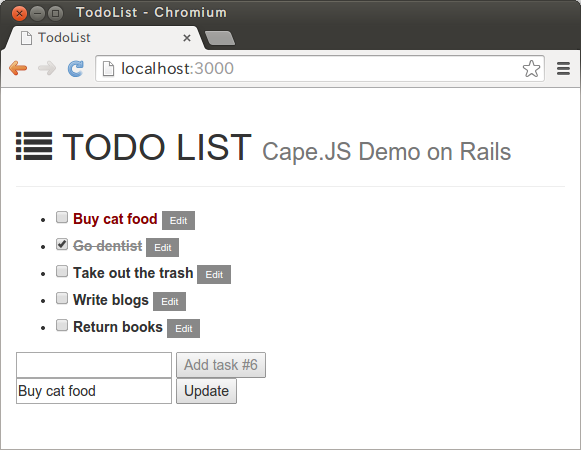 TodoList - Chromium
TodoList
localhost:3000
TODO LIST Cape.JS Demo on Rails
Buy cat food Edit
Go dentist Edit
Take out the trash Edit
Write blogs Edit
Return books Edit
Add task #6
Buy cat food Update